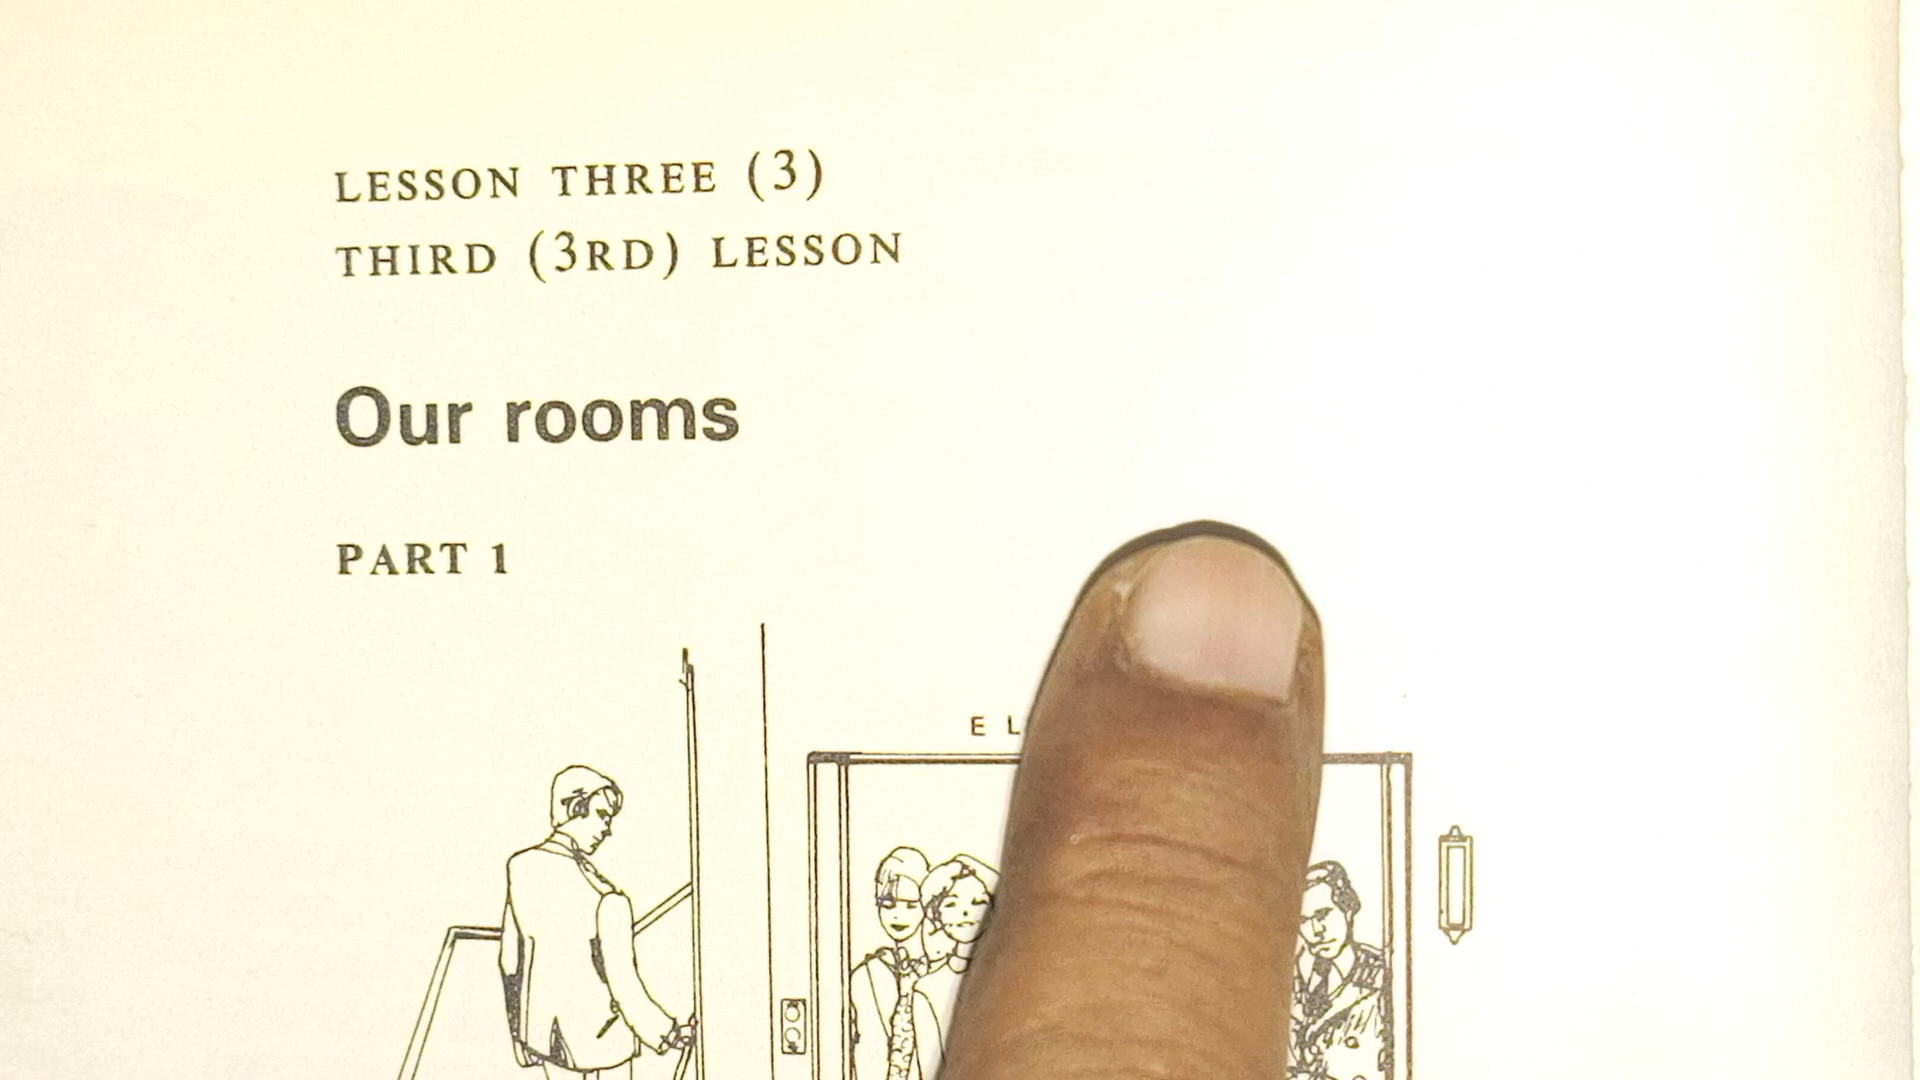 LESSON THREE (3)
THIRD (3RD) LESSON
Our rooms
PART 1